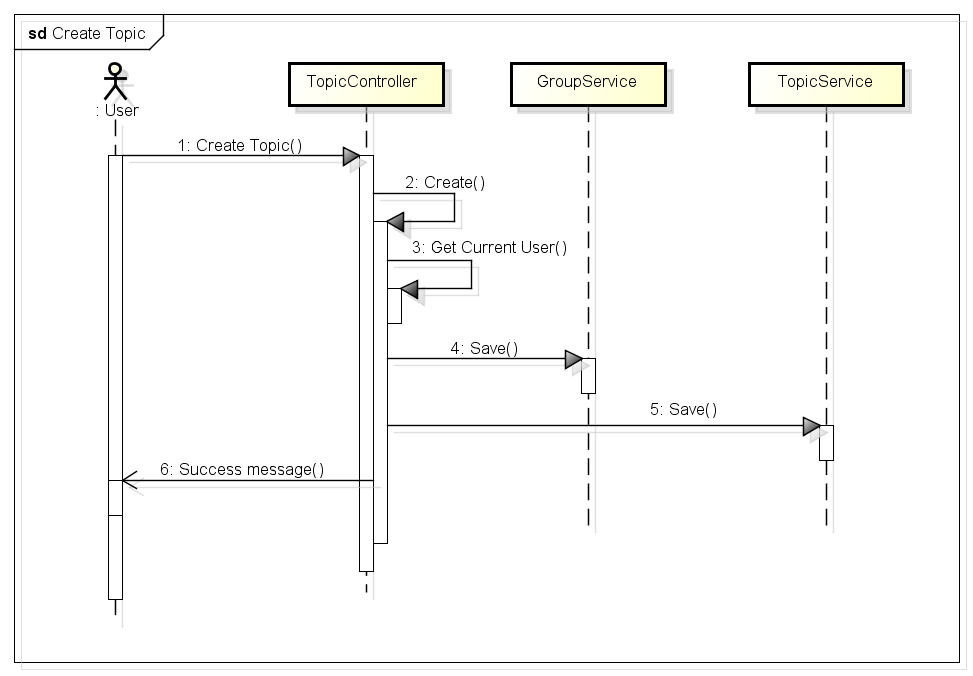 sd Create Topic
: User
TopicController
GroupService
TopicService
1: Create Topic()
2: Create()
3: Get Current User()
4: Save()
5: Save()
6: Success message()